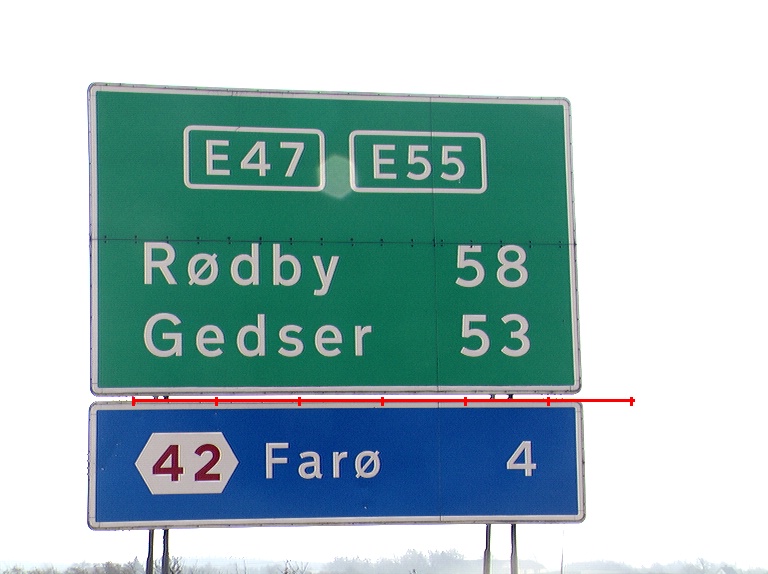 E47 E55
Rødby 58
Gedser 53
42 Farø 4